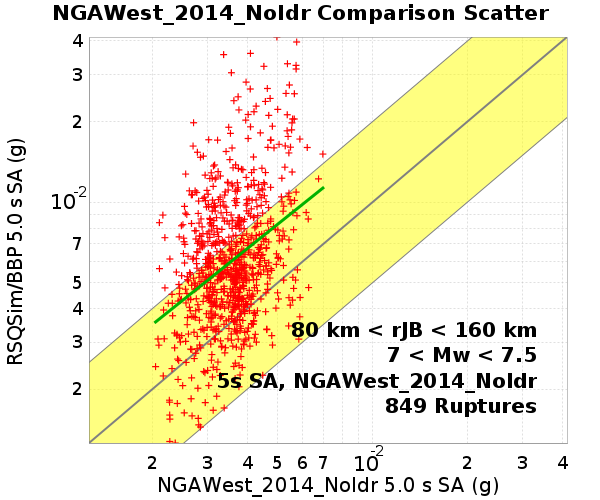 NGAWest_2014_NoIdr Comparison Scatter
4
3
2
10-2
7
6
5
4
3
2
RSQSim/BBP 5.0 s SA (g)
80 km < rJB < 160 km
7 < Mw < 7.5
5s SA, NGAWest_2014_NoIdr
849 Ruptures
2 3 4 5 6 7 10-2 2 3 4
NGAWest_2014_NoIdr 5.0 s SA (g)